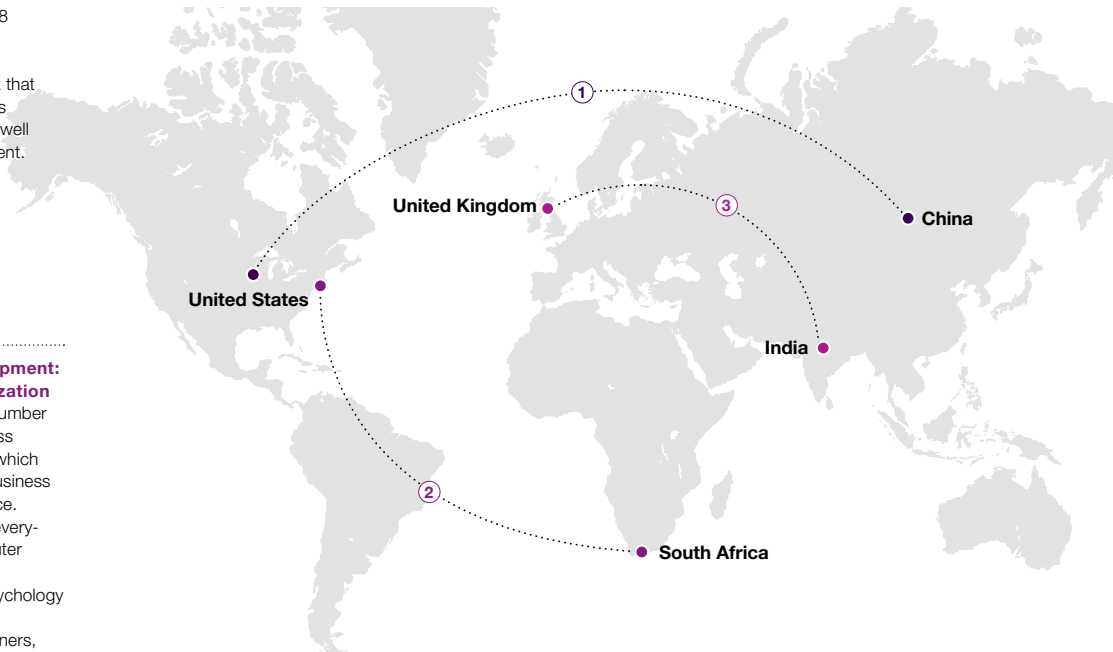 8
that
s
well
ent.
pment:
zation
umber
ss
which
usiness
ce.
every-
uter
ychology
ners,
1
United Kingdom
3
China
United States
India
2
South Africa